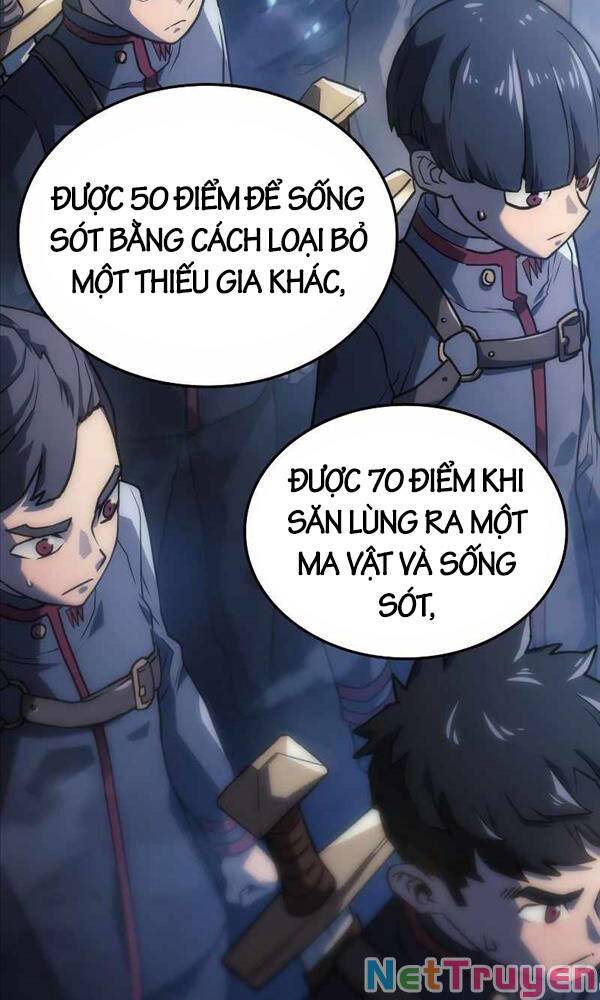 ĐƯỢC 50 ĐIỂM ĐỂ SỐNG
SÓT BẰNG CÁCH LOẠI BỎ
MỘT THIẾU GIA KHÁC,
ĐƯỢC 70 ĐIỂM KHI
SĂN LÙNG RA MỘT
MA VẬT VÀ SỐNG
SÓT,
NetTruyen